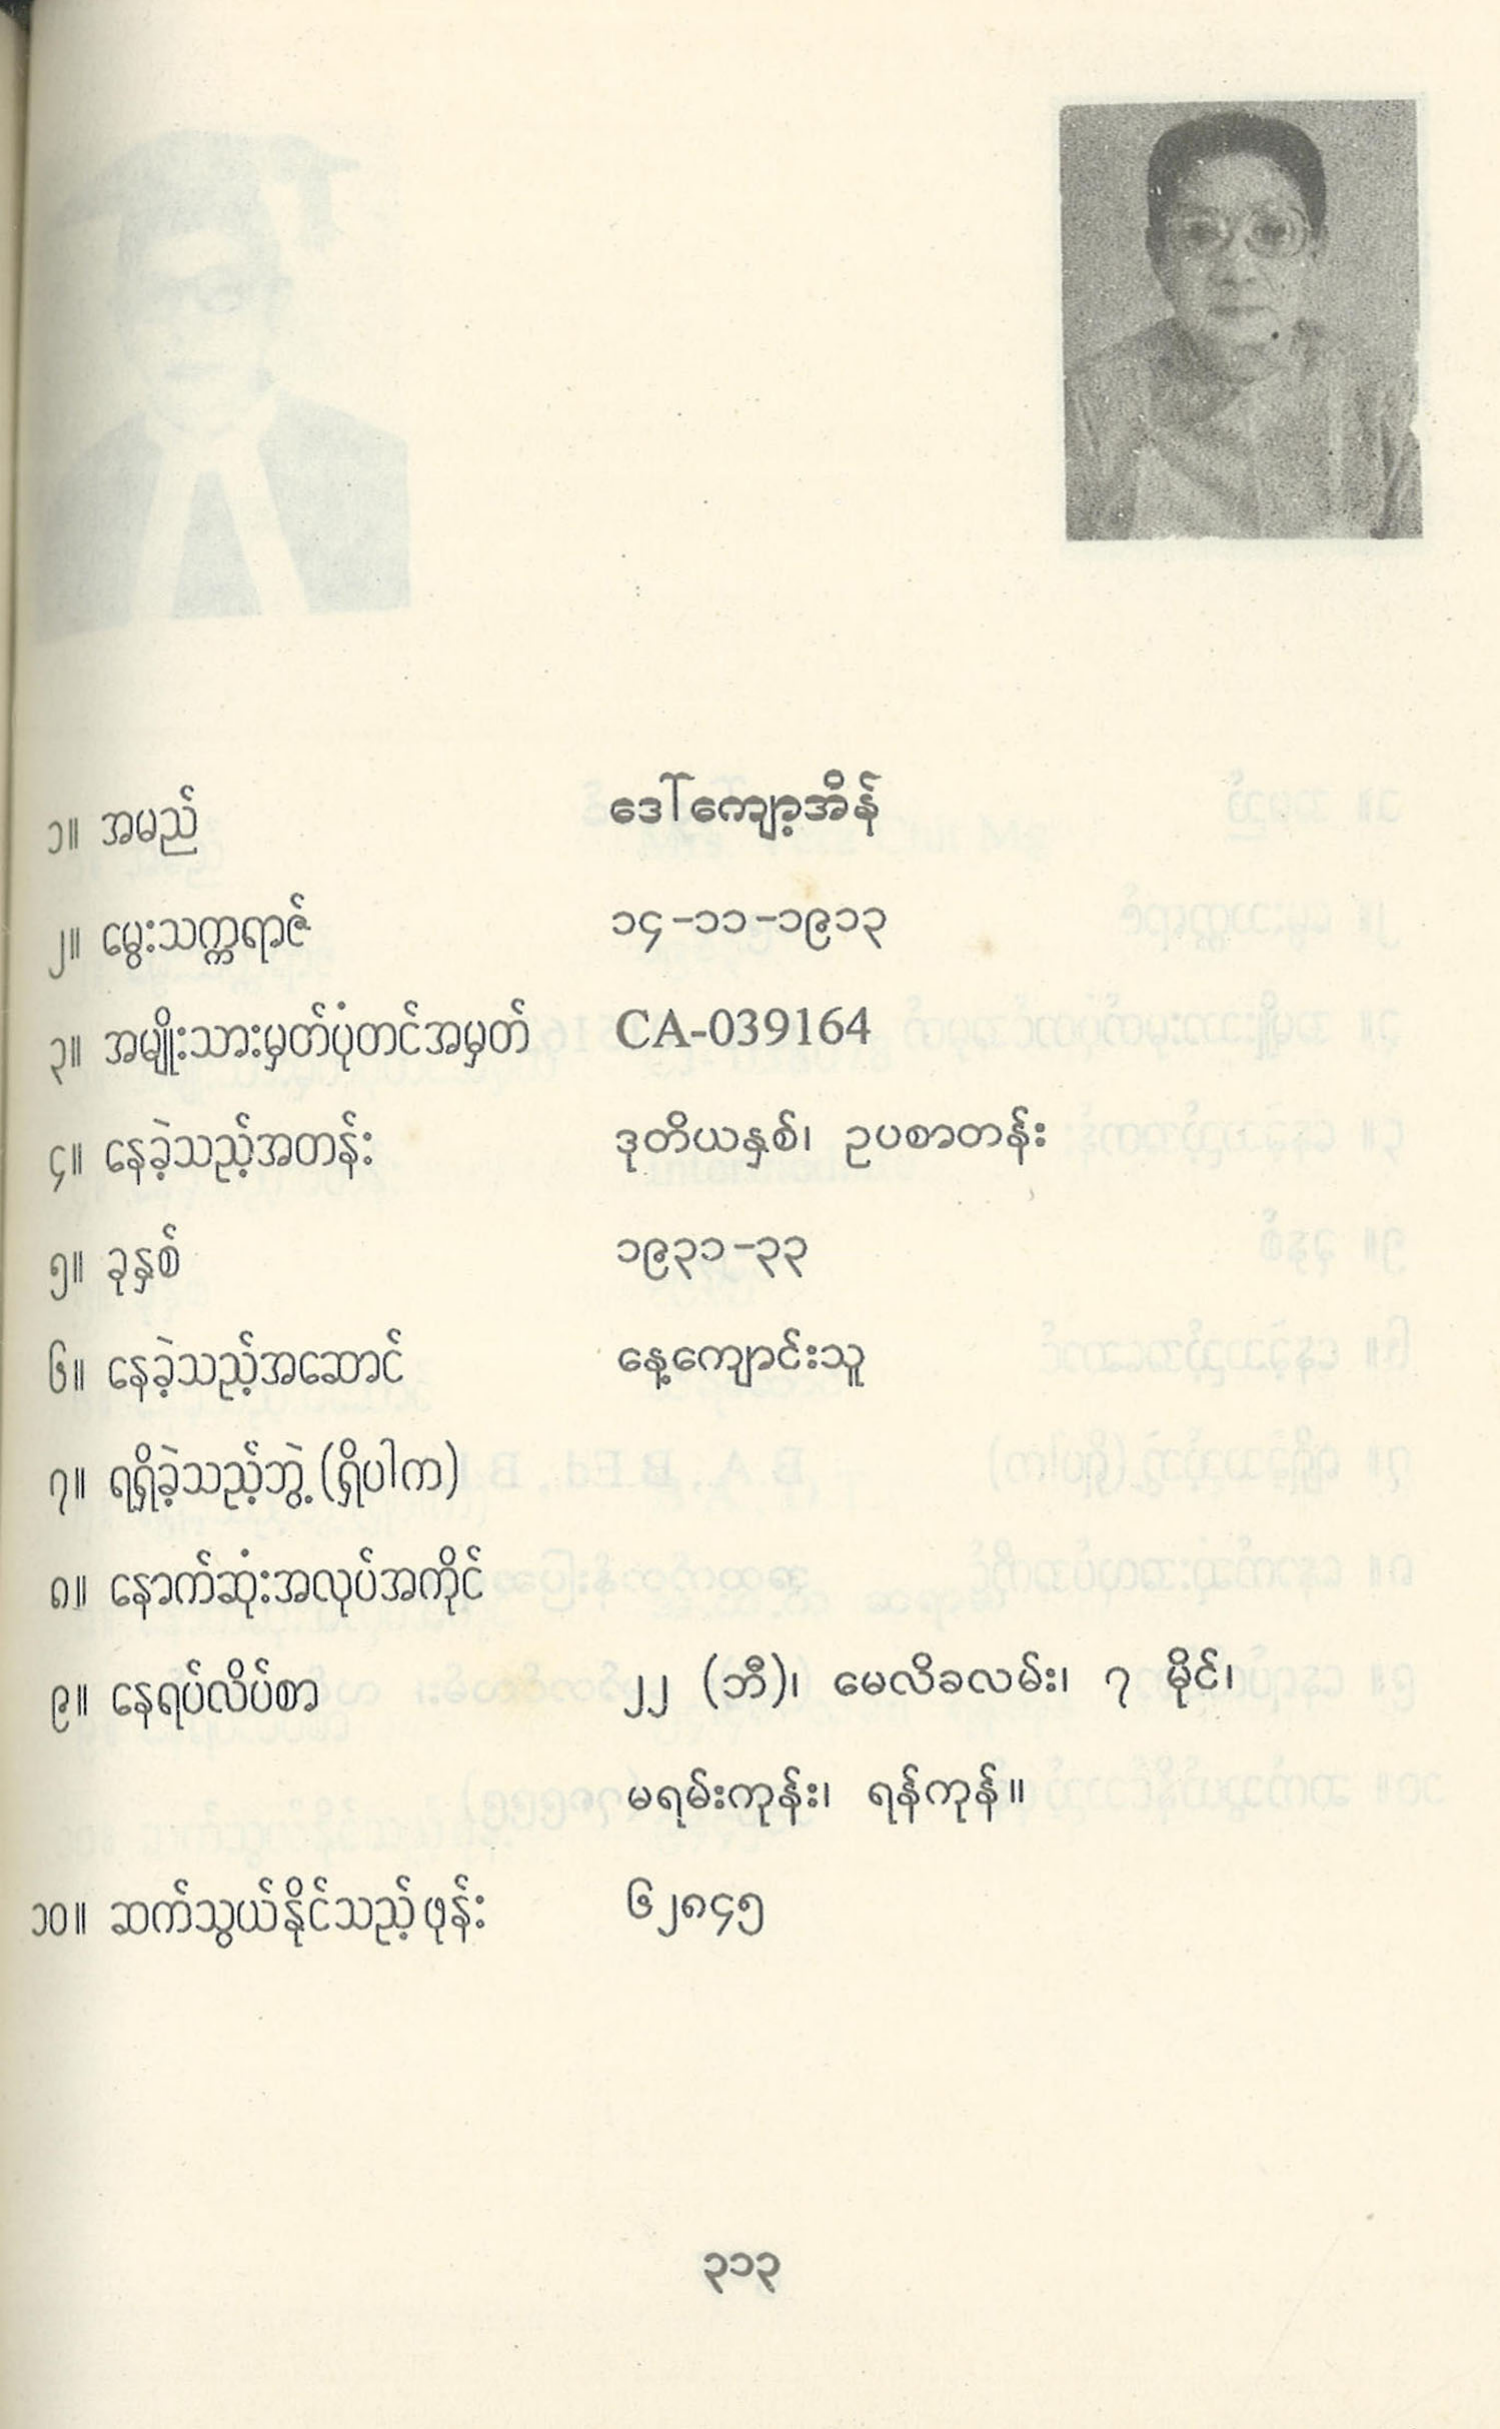 ၁။ အမည် ဒေါ်ကျော့အိန်
၂။ မွေးသက္ကရာဇ် ၁၄-၁၁-၁၉၁၃
၃။ အမျိုးသားမှတ်ပုံတင်အမှတ် CA-039164
၄။ နေခဲ့သည့်အတန်း ဒုတိယနှစ်၊ ဥပစာတန်း
၅။ ခုနှစ် ၁၉၃၁-၃၃
၆။ နေခဲ့သည့်အဆောင် နေ့ကျောင်းသူ
၇။ ရရှိခဲ့သည့်ဘွဲ့ (ရှိပါက)
၈။ နောက်ဆုံးအလုပ်အကိုင်
၉။ နေရပ်လိပ်စာ ၂၂ (ဘီ)၊ မေလိခလမ်း၊ ၇ မိုင်၊
မရမ်းကုန်း၊ ရန်ကုန်။
၁၀။ ဆက်သွယ်နိုင်သည့်ဖုန်း ၆၂၈၄၅
၃၁၃